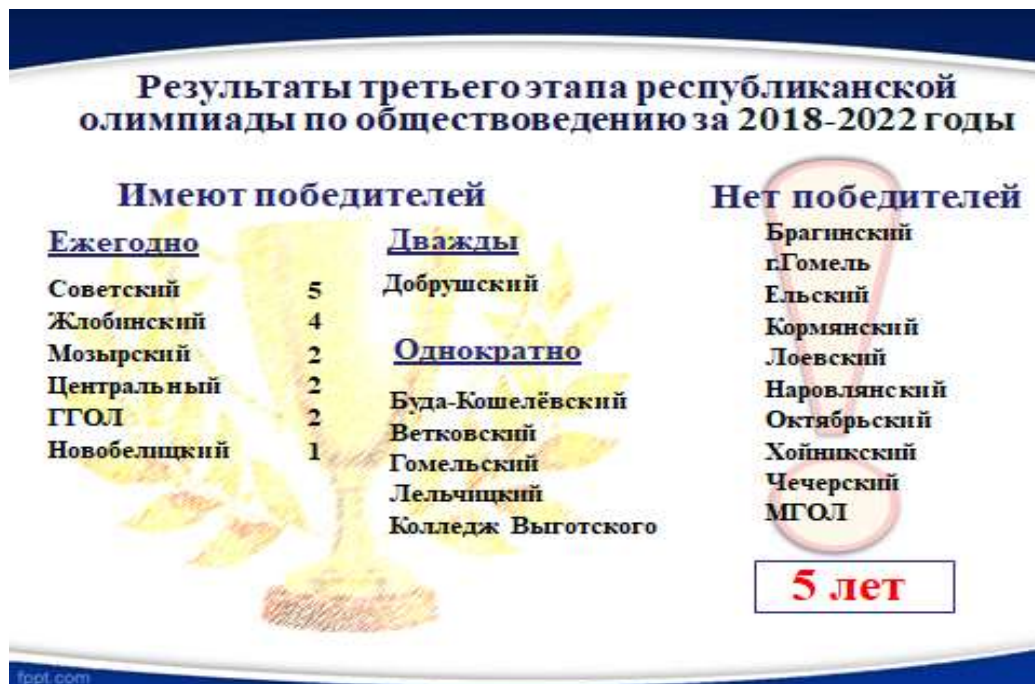 Результаты третьего этапа республиканской
олимпиады по обществоведению за 2018-2022 годы
Имеют победителей
Ежегодно
Советский 5
Жлобинский 4
Мозырский 2
Центральный 2
ГГОЛ 2
Новобелицкий 1
Дважды
Добрушский
Однократно
Буда-Кошелёвский
Ветковский
Гомельский
Лельчицкий
Колледж Выготского
Нет победителей
Брагинский
г.Гомель
Ельский
Кормянский
Лоевский
Наровлянский
Октябрьский
Хойникский
Чечерский
МГОЛ
5 лет
fppt.com